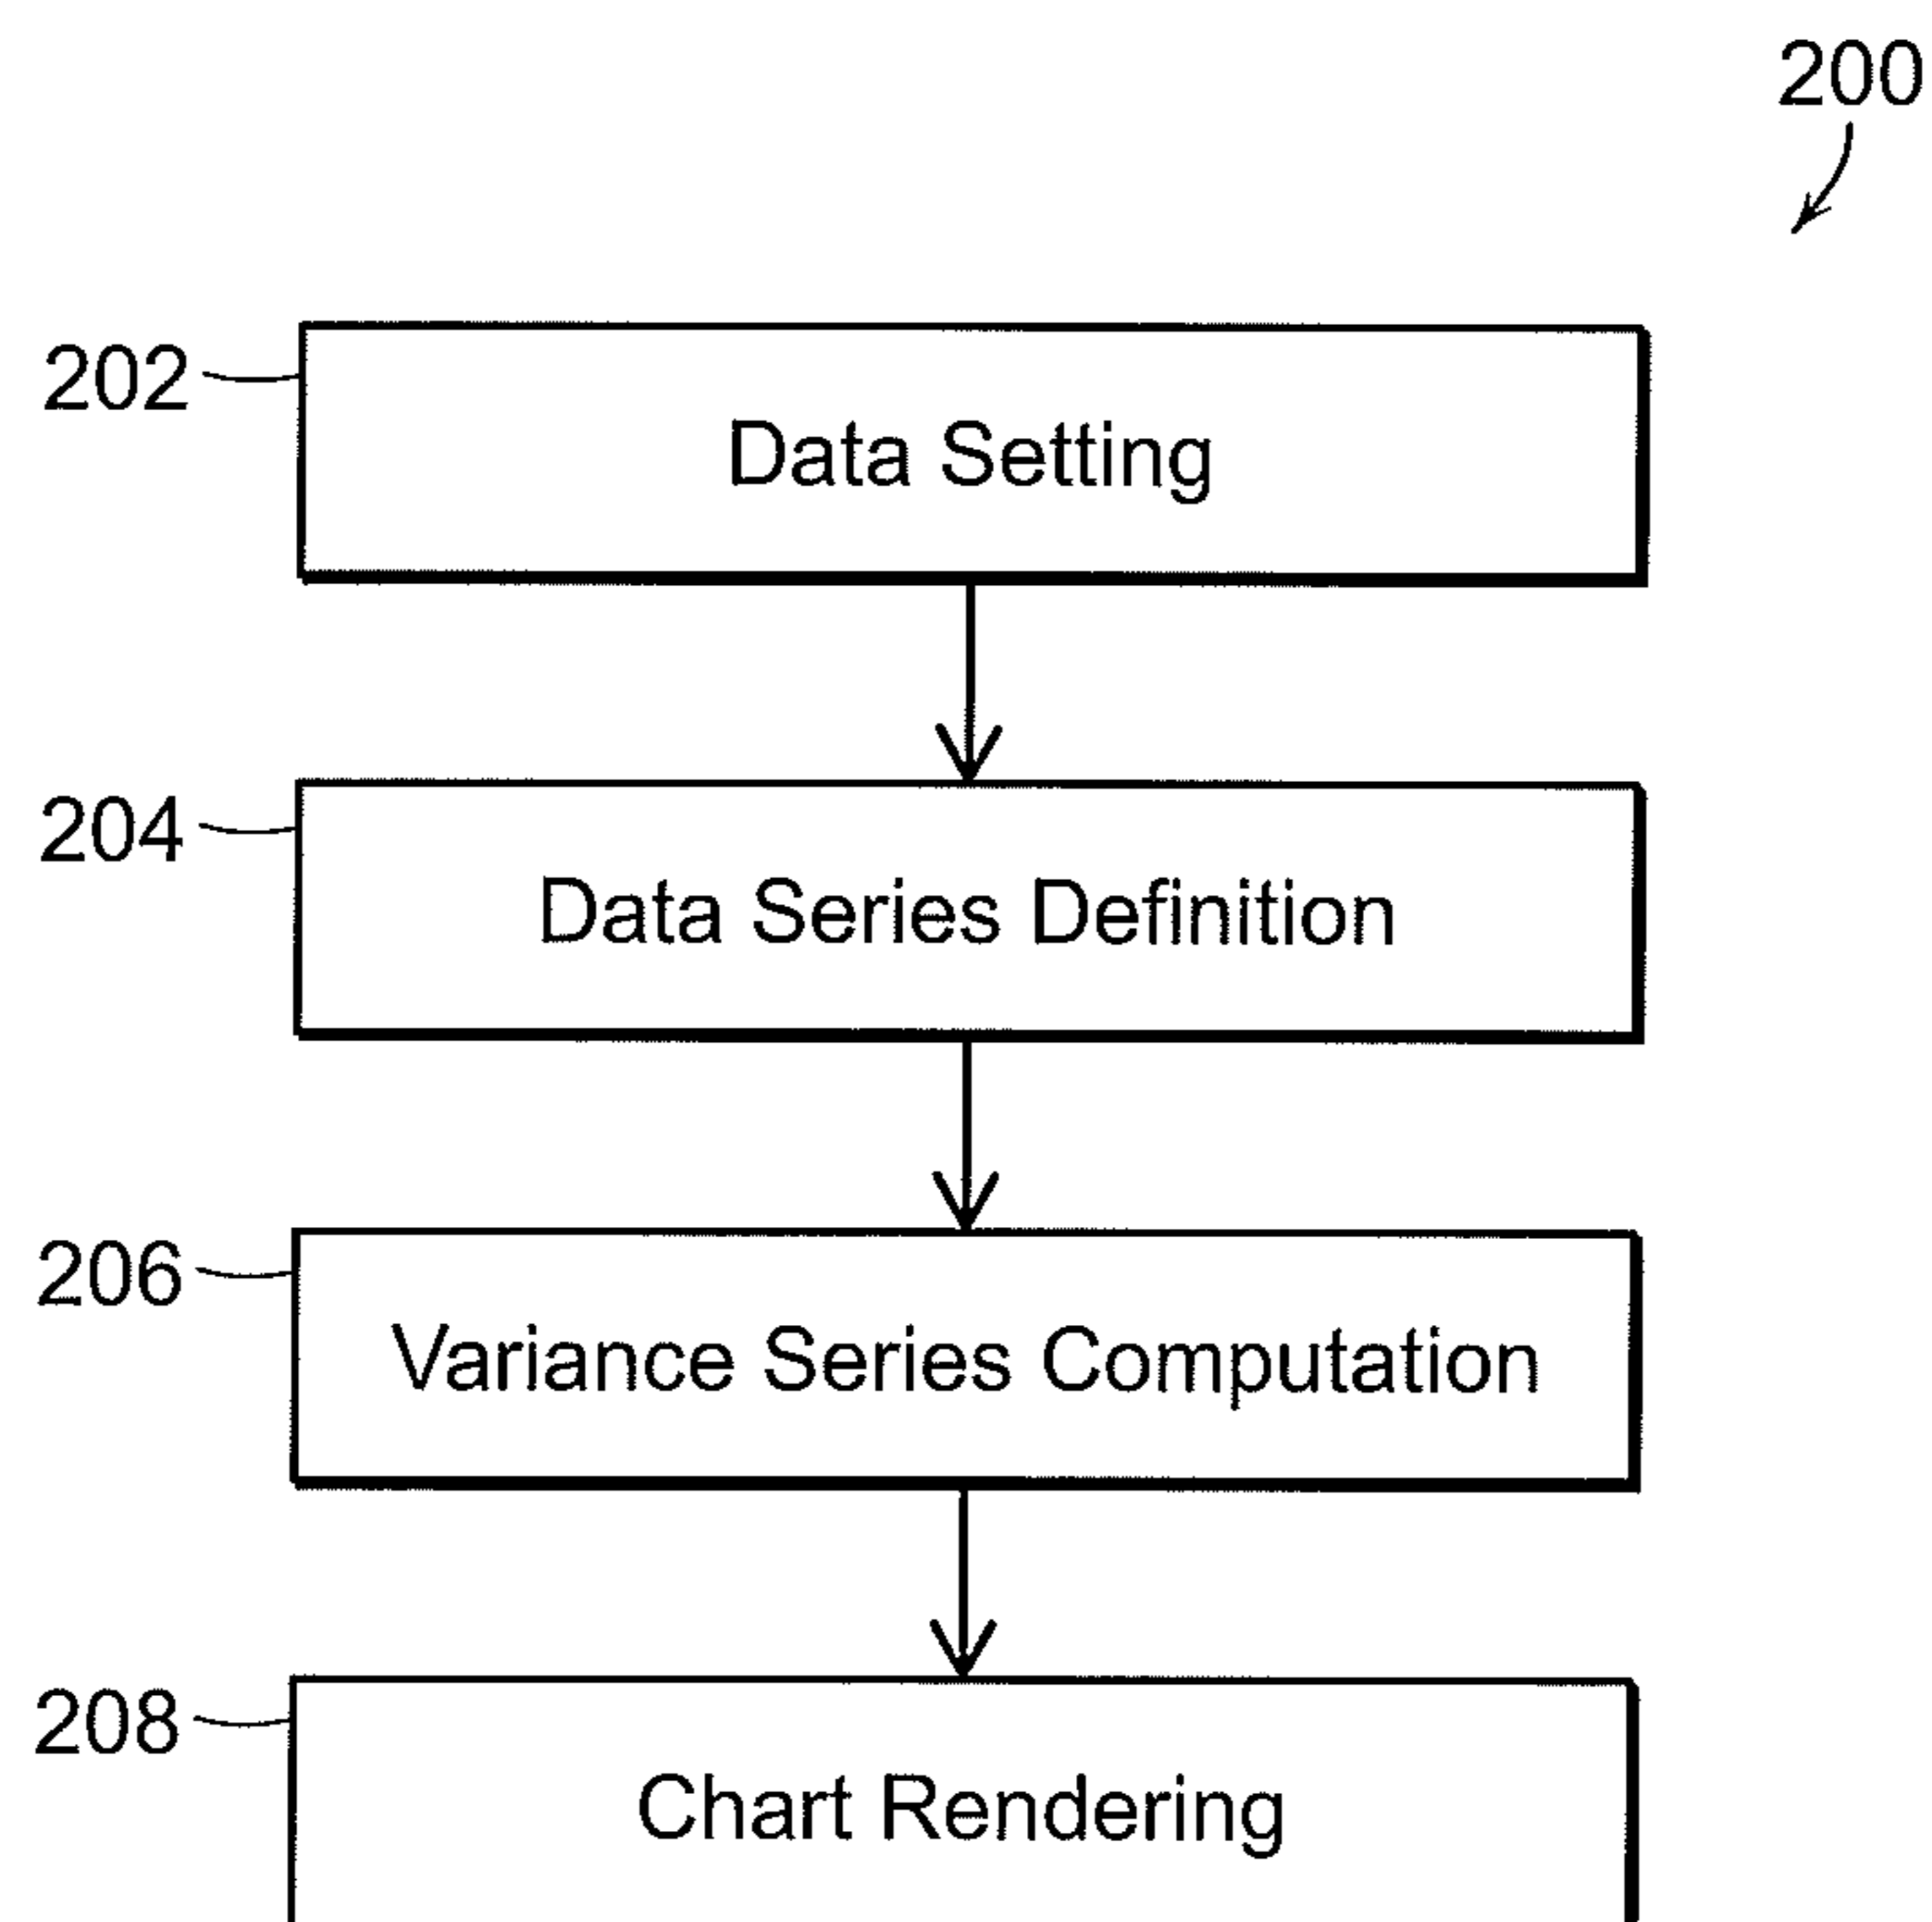 200
202
Data Setting
204
Data Series Definition
206
Variance Series Computation
208
Chart Rendering